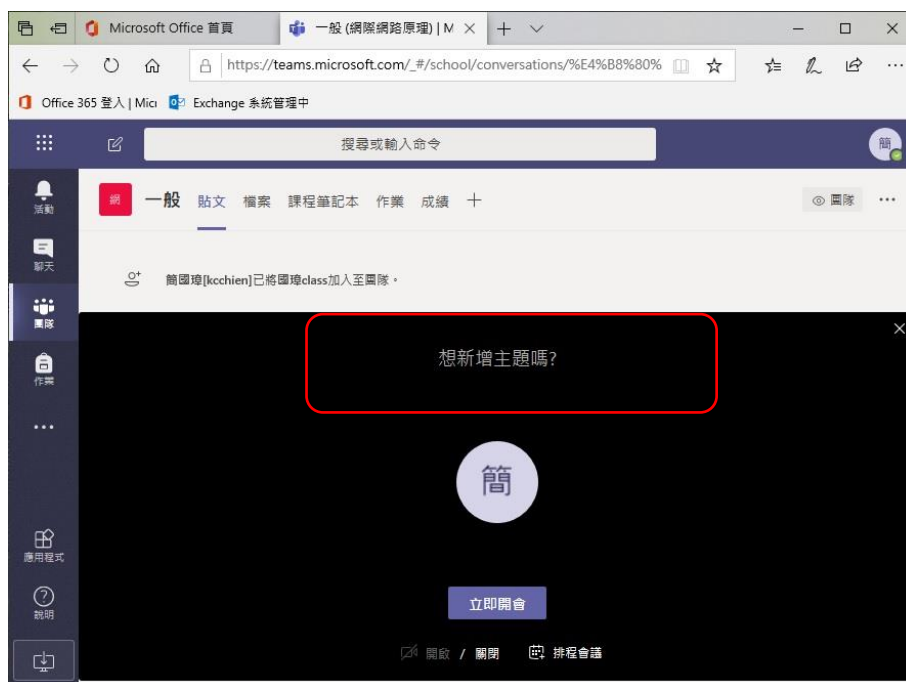 Microsoft Office 首頁
一般 (網際網路原理) | M
https://teams.microsoft.com/_#/school/conversations/%E4%B8%80%
Office 365 登入 | Micr
Exchange 系統管理中
搜尋或輸入命令
簡
活動
網 一般 貼文 檔案 課程筆記本 作業 成績
團隊
聊天
簡國璋[kcchien]已將國璋class加入至團隊。
團隊
想新增主題嗎?
作業
簡
應用程式
立即開會
說明
開啟 / 關閉 排程會議